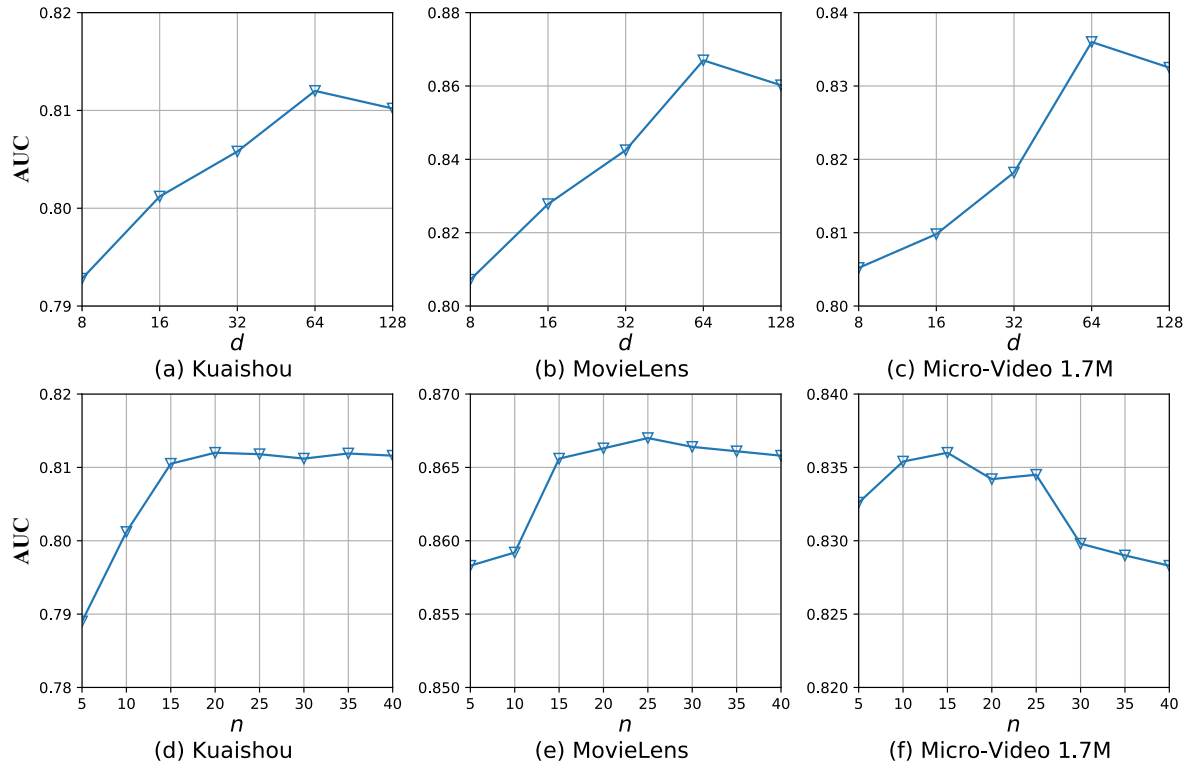 0.82
0.81
0.80
0.79
AUC
8 16 32 64 128
d
(a) Kuaishou
0.88
0.86
0.84
0.82
0.80
8 16 32 64 128
d
(b) MovieLens
0.84
0.83
0.82
0.81
0.80
8 16 32 64 128
d
(c) Micro-Video 1.7M
0.82
0.81
0.80
0.79
0.78
AUC
5 10 15 20 25 30 35 40
n
(d) Kuaishou
0.870
0.865
0.860
0.855
0.850
5 10 15 20 25 30 35 40
n
(e) MovieLens
0.840
0.835
0.830
0.825
0.820
5 10 15 20 25 30 35 40
n
(f) Micro-Video 1.7M